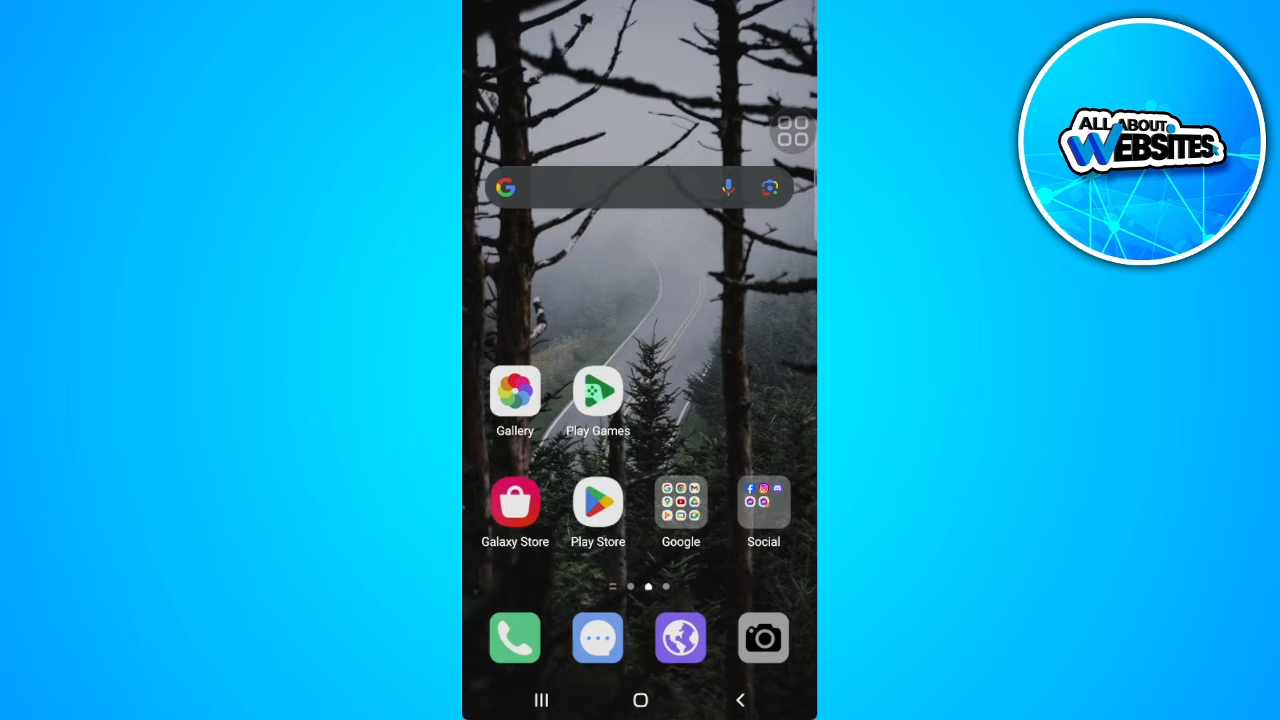 ALL ABOUT
WEBSITES
Gallery
Play Games
Galaxy Store
Play Store
Google
Social